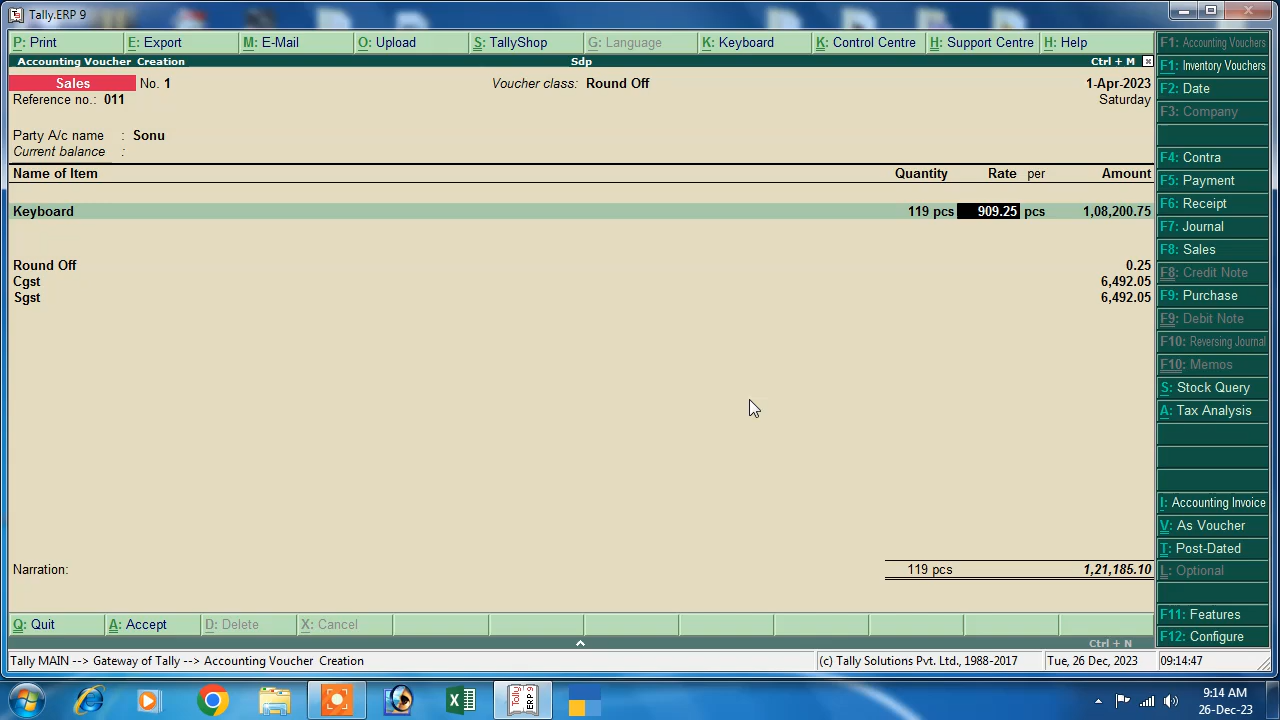 Tally.ERP 9
P: Print E: Export M: E-Mail O: Upload S: TallyShop G: Language K: Keyboard K: Control Centre H: Support Centre H: Help
Accounting Voucher Creation Sdp Ctrl + M
Sales No. 1 Voucher class: Round Off 1-Apr-2023
Reference no.: 011 Saturday
Party A/c name : Sonu
Current balance :
Name of Item Quantity Rate per Amount
Keyboard 119 pcs 909.25 pcs 1,08,200.75
Round Off 0.25
Cgst 6,492.05
Sgst 6,492.05
Narration: 119 pcs 1,21,185.10
Q: Quit A: Accept D: Delete X: Cancel
Ctrl + N
Tally MAIN --> Gateway of Tally --> Accounting Voucher Creation (c) Tally Solutions Pvt. Ltd., 1988-2017 Tue, 26 Dec, 2023 09:14:47
F1: Accounting Vouchers
F1: Inventory Vouchers
F2: Date
F3: Company
F4: Contra
F5: Payment
F6: Receipt
F7: Journal
F8: Sales
F8: Credit Note
F9: Purchase
F9: Debit Note
F10: Reversing Journal
F10: Memos
S: Stock Query
A: Tax Analysis
I: Accounting Invoice
V: As Voucher
T: Post-Dated
L: Optional
F11: Features
F12: Configure
Tally
ERP 9
9:14 AM
26-Dec-23